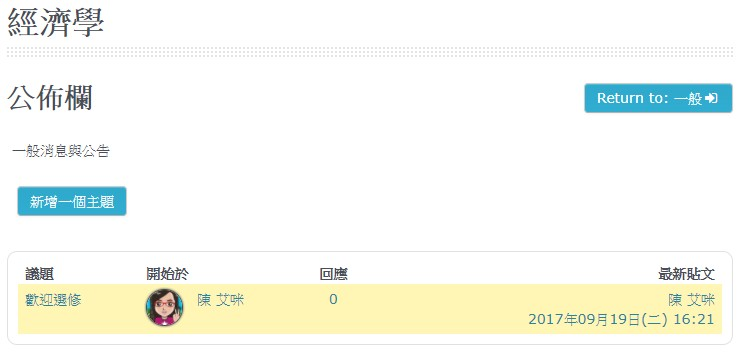 經濟學
公佈欄
Return to: 一般
一般消息與公告
新增一個主題
議題 開始於 回應 最新貼文
歡迎選修 陳 艾咪 0 陳 艾咪
2017年09月19日(二) 16:21